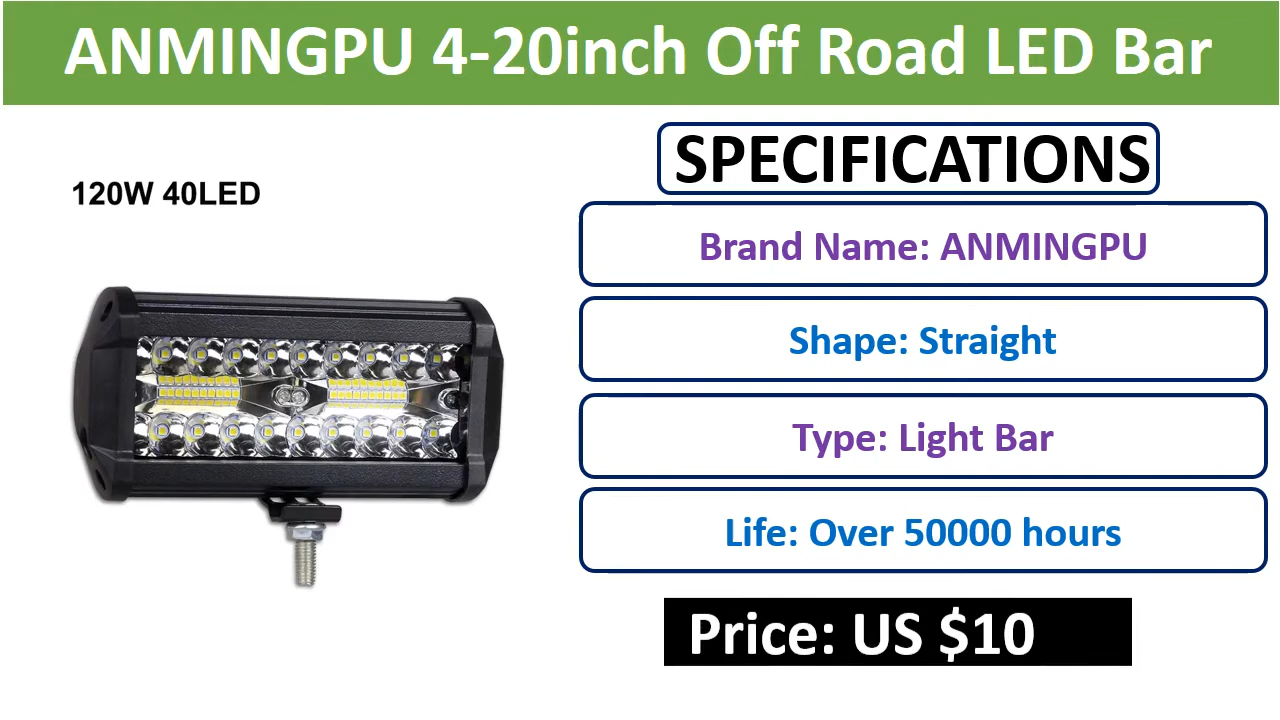 ANMINGPU 4-20inch Off Road LED Bar
SPECIFICATIONS
120W 40LED
Brand Name: ANMINGPU
Shape: Straight
Type: Light Bar
Life: Over 50000 hours
Price: US $10